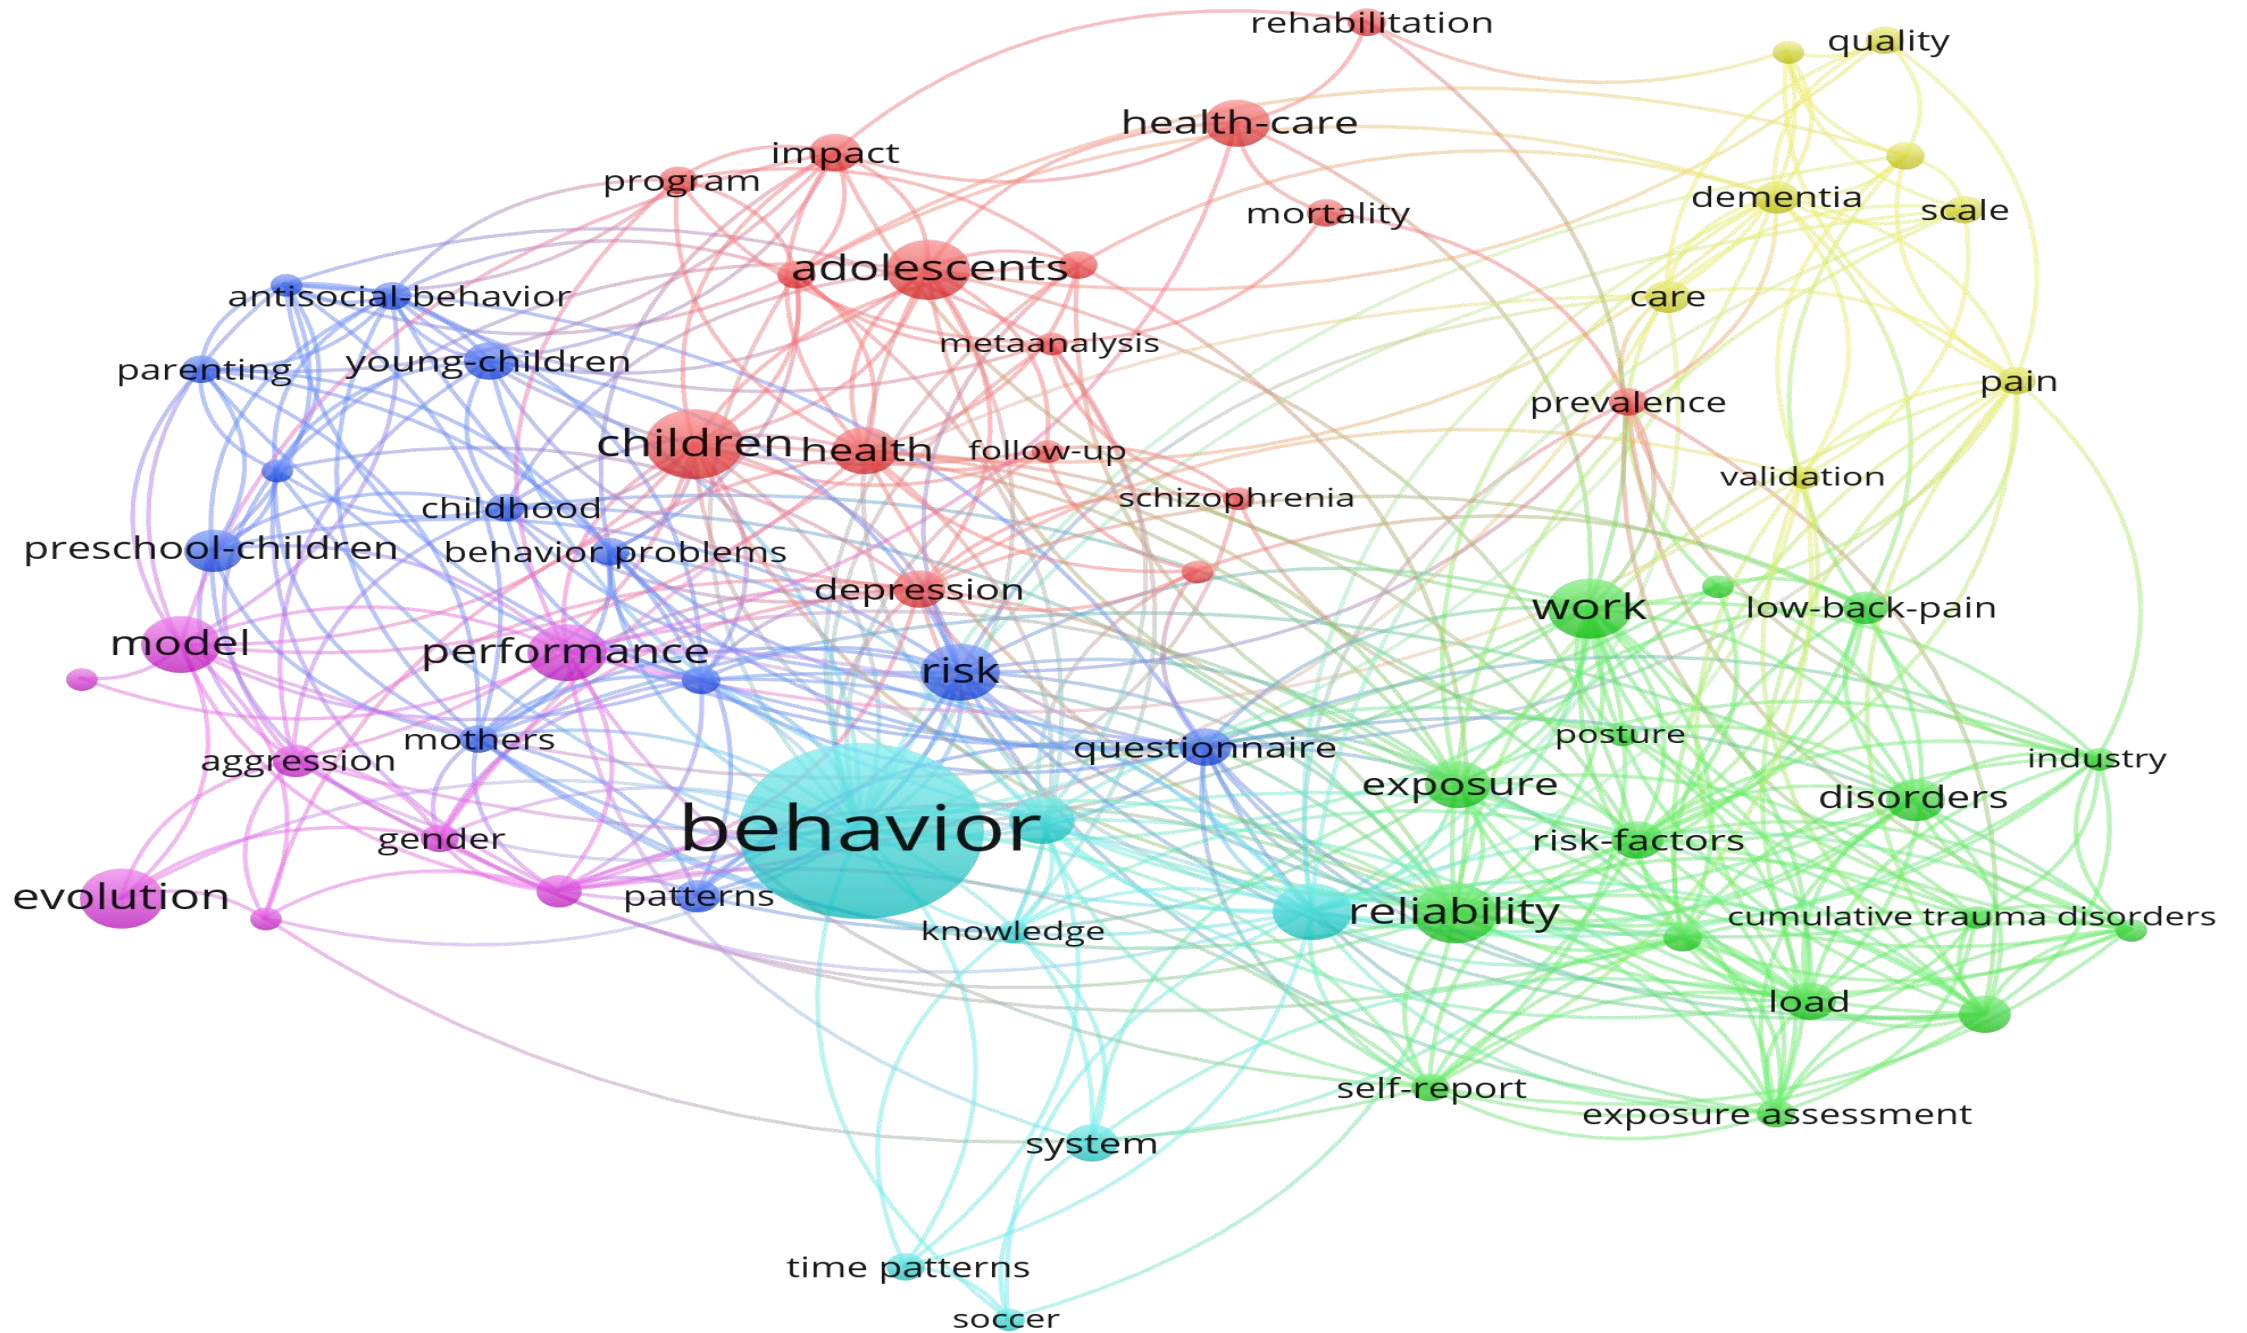 rehabilitation
quality
health-care
impact
program
dementia
scale
mortality
adolescents
antisocial-behavior
care
metaanalysis
parenting
young-children
pain
prevalence
children
health
follow-up
validation
schizophrenia
childhood
preschool-children
behavior problems
depression
work
low-back-pain
model
performance
risk
mothers
questionnaire
posture
aggression
industry
exposure
disorders
behavior
gender
risk-factors
evolution
patterns
reliability
cumulative trauma disorders
knowledge
load
self-report
exposure assessment
system
time patterns
soccer